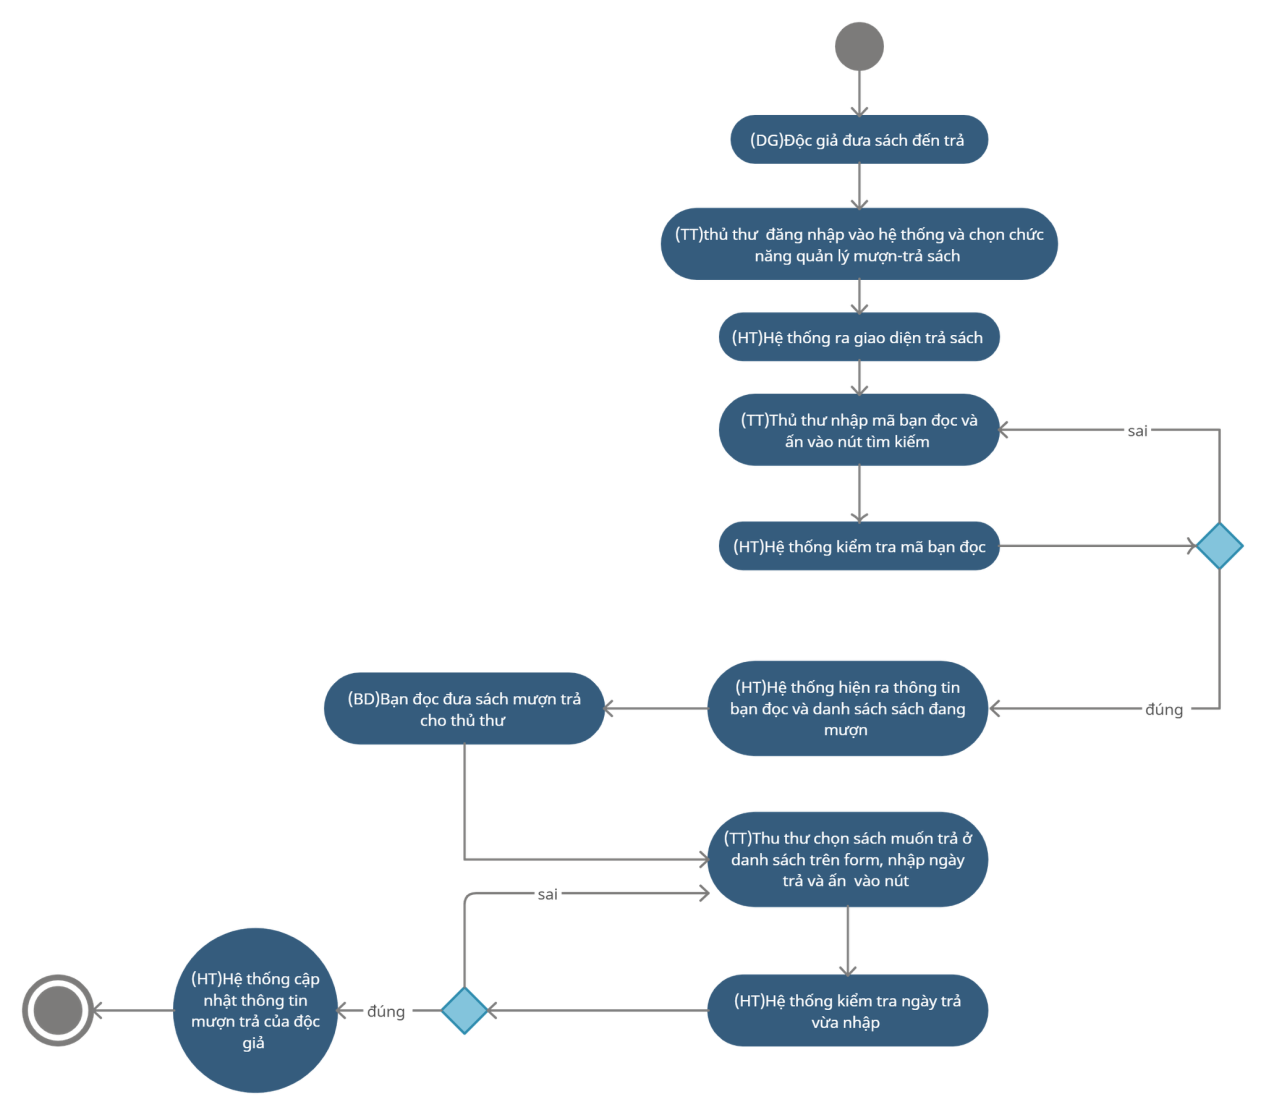 (DG)Độc giả đưa sách đến trả
(TT)thủ thư  đăng nhập vào hệ thống và chọn chức
năng quản lý mượn-trả sách
(HT)Hệ thống ra giao diện trả sách
(TT)Thủ thư nhập mã bạn đọc và
ấn vào nút tìm kiếm
sai
(HT)Hệ thống kiểm tra mã bạn đọc
đúng
(HT)Hệ thống hiện ra thông tin
bạn đọc và danh sách sách đang
mượn
(BD)Bạn đọc đưa sách mượn trả
cho thủ thư
(TT)Thu thư chọn sách muốn trả ở
danh sách trên form, nhập ngày
trả và ấn  vào nút
sai
(HT)Hệ thống kiểm tra ngày trả
vừa nhập
đúng
(HT)Hệ thống cập
nhật thông tin
mượn trả của độc
giả